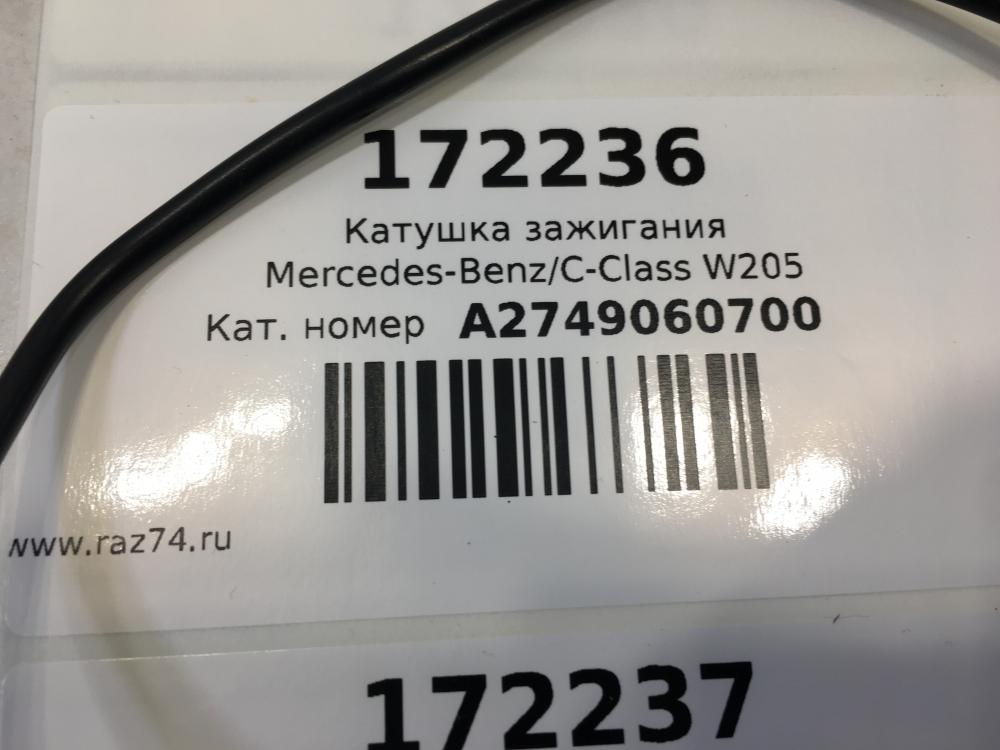 172236
Катушка зажигания
Mercedes-Benz/C-Class W205
Кат. номер A2749060700
www.raz74.ru
172237